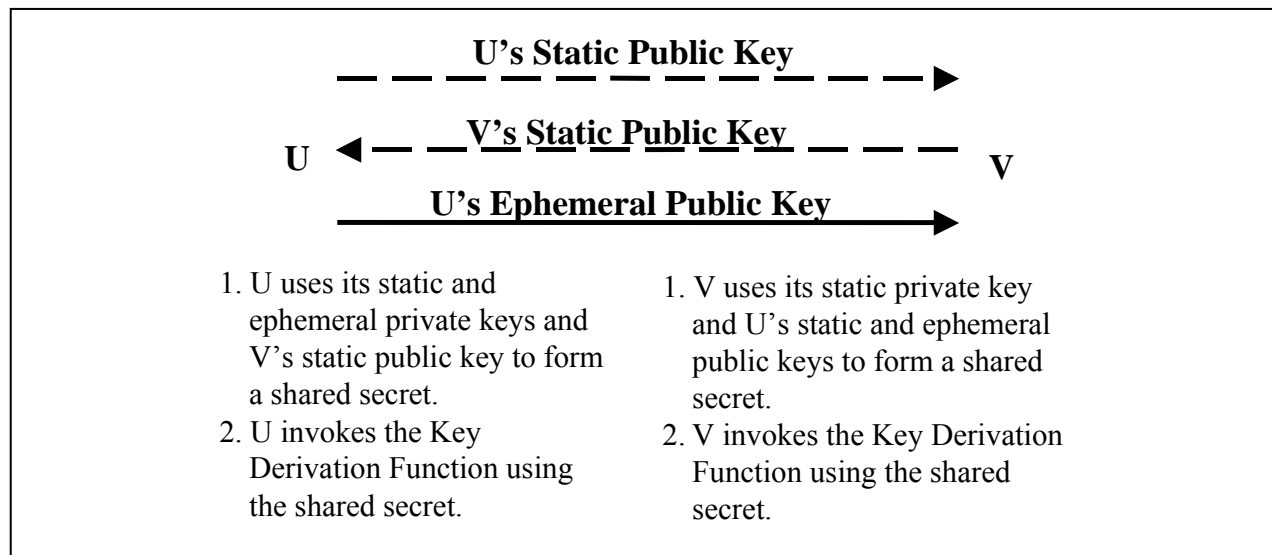 U’s Static Public Key
V’s Static Public Key
U
V
U’s Ephemeral Public Key
1. U uses its static and
ephemeral private keys and
V’s static public key to form
a shared secret.
2. U invokes the Key
Derivation Function using
the shared secret.
1. V uses its static private key
and U’s static and ephemeral
public keys to form a shared
secret.
2. V invokes the Key Derivation
Function using the shared
secret.